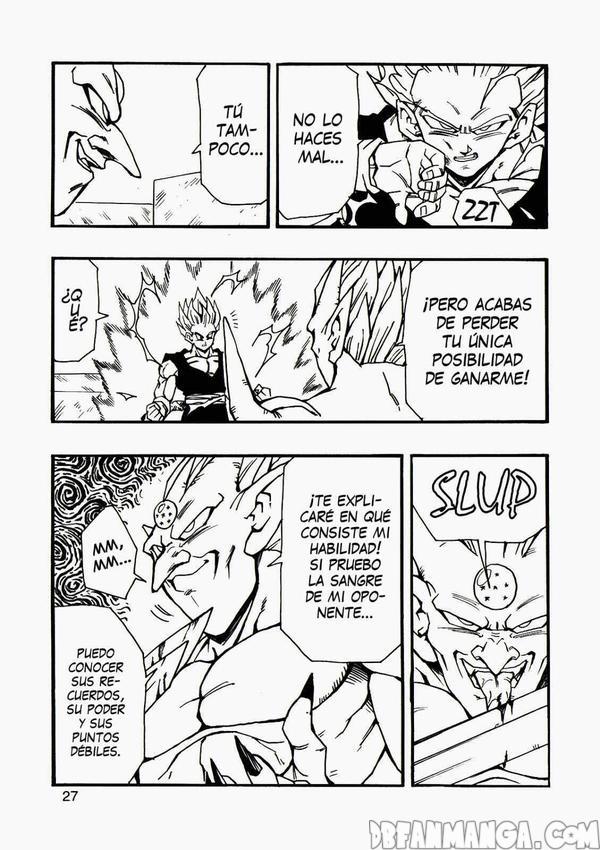 NO LO
HACES
MAL...
ZZT
TÚ
TAM-
POCO...
¡PERO ACABAS
DE PERDER
TU ÚNICA
POSIBILIDAD
DE GANARME!
¿Q
U
É?
SLUP
¡TE EXPLI-
CARÉ EN QUÉ
CONSISTE MI
HABILIDAD!
SI PRUEBO
LA SANGRE
DE MI OPO-
NENTE...
MM,
MM...
PUEDO
CONOCER
SUS RE-
CUERDOS,
SU PODER
Y SUS
PUNTOS
DÉBILES.
27
DBFANMANGA.COM